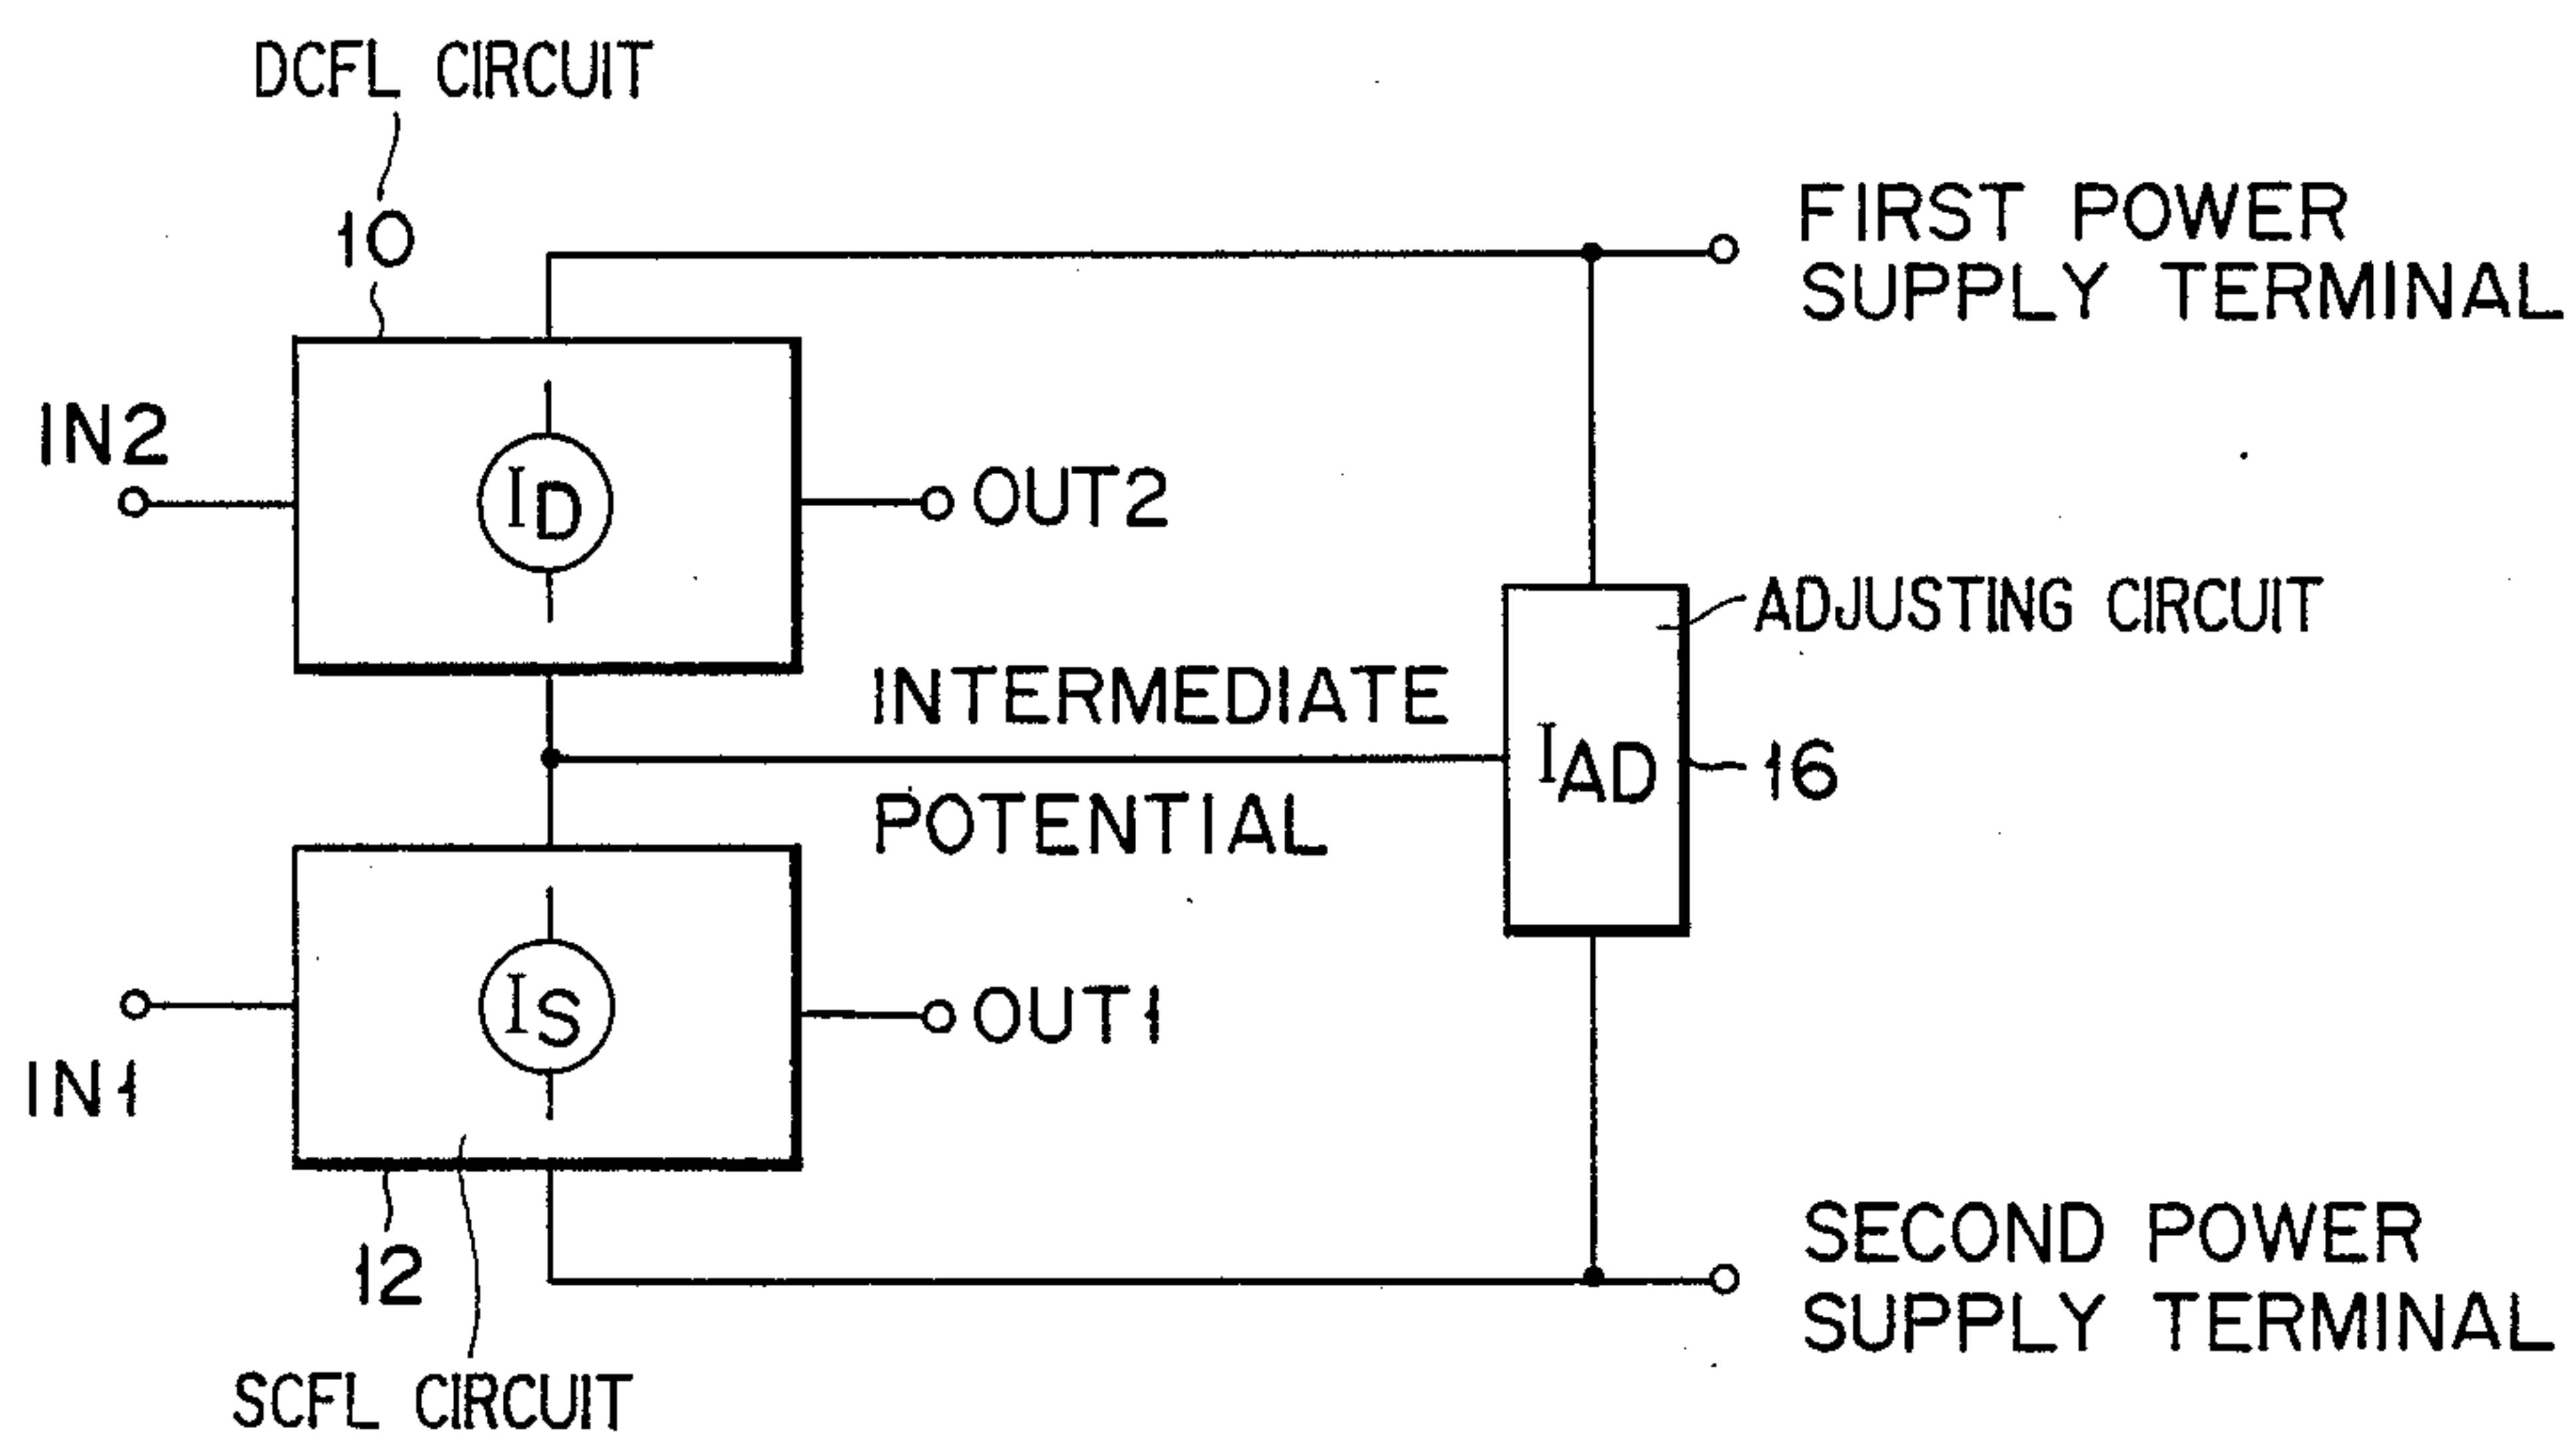 DCFL CIRCUIT
10
FIRST POWER
SUPPLY TERMINAL
IN2
ID
OUT2
ADJUSTING CIRCUIT
INTERMEDIATE
POTENTIAL
IAD
16
IS
OUT1
IN1
12
SECOND POWER
SUPPLY TERMINAL
SCFL CIRCUIT